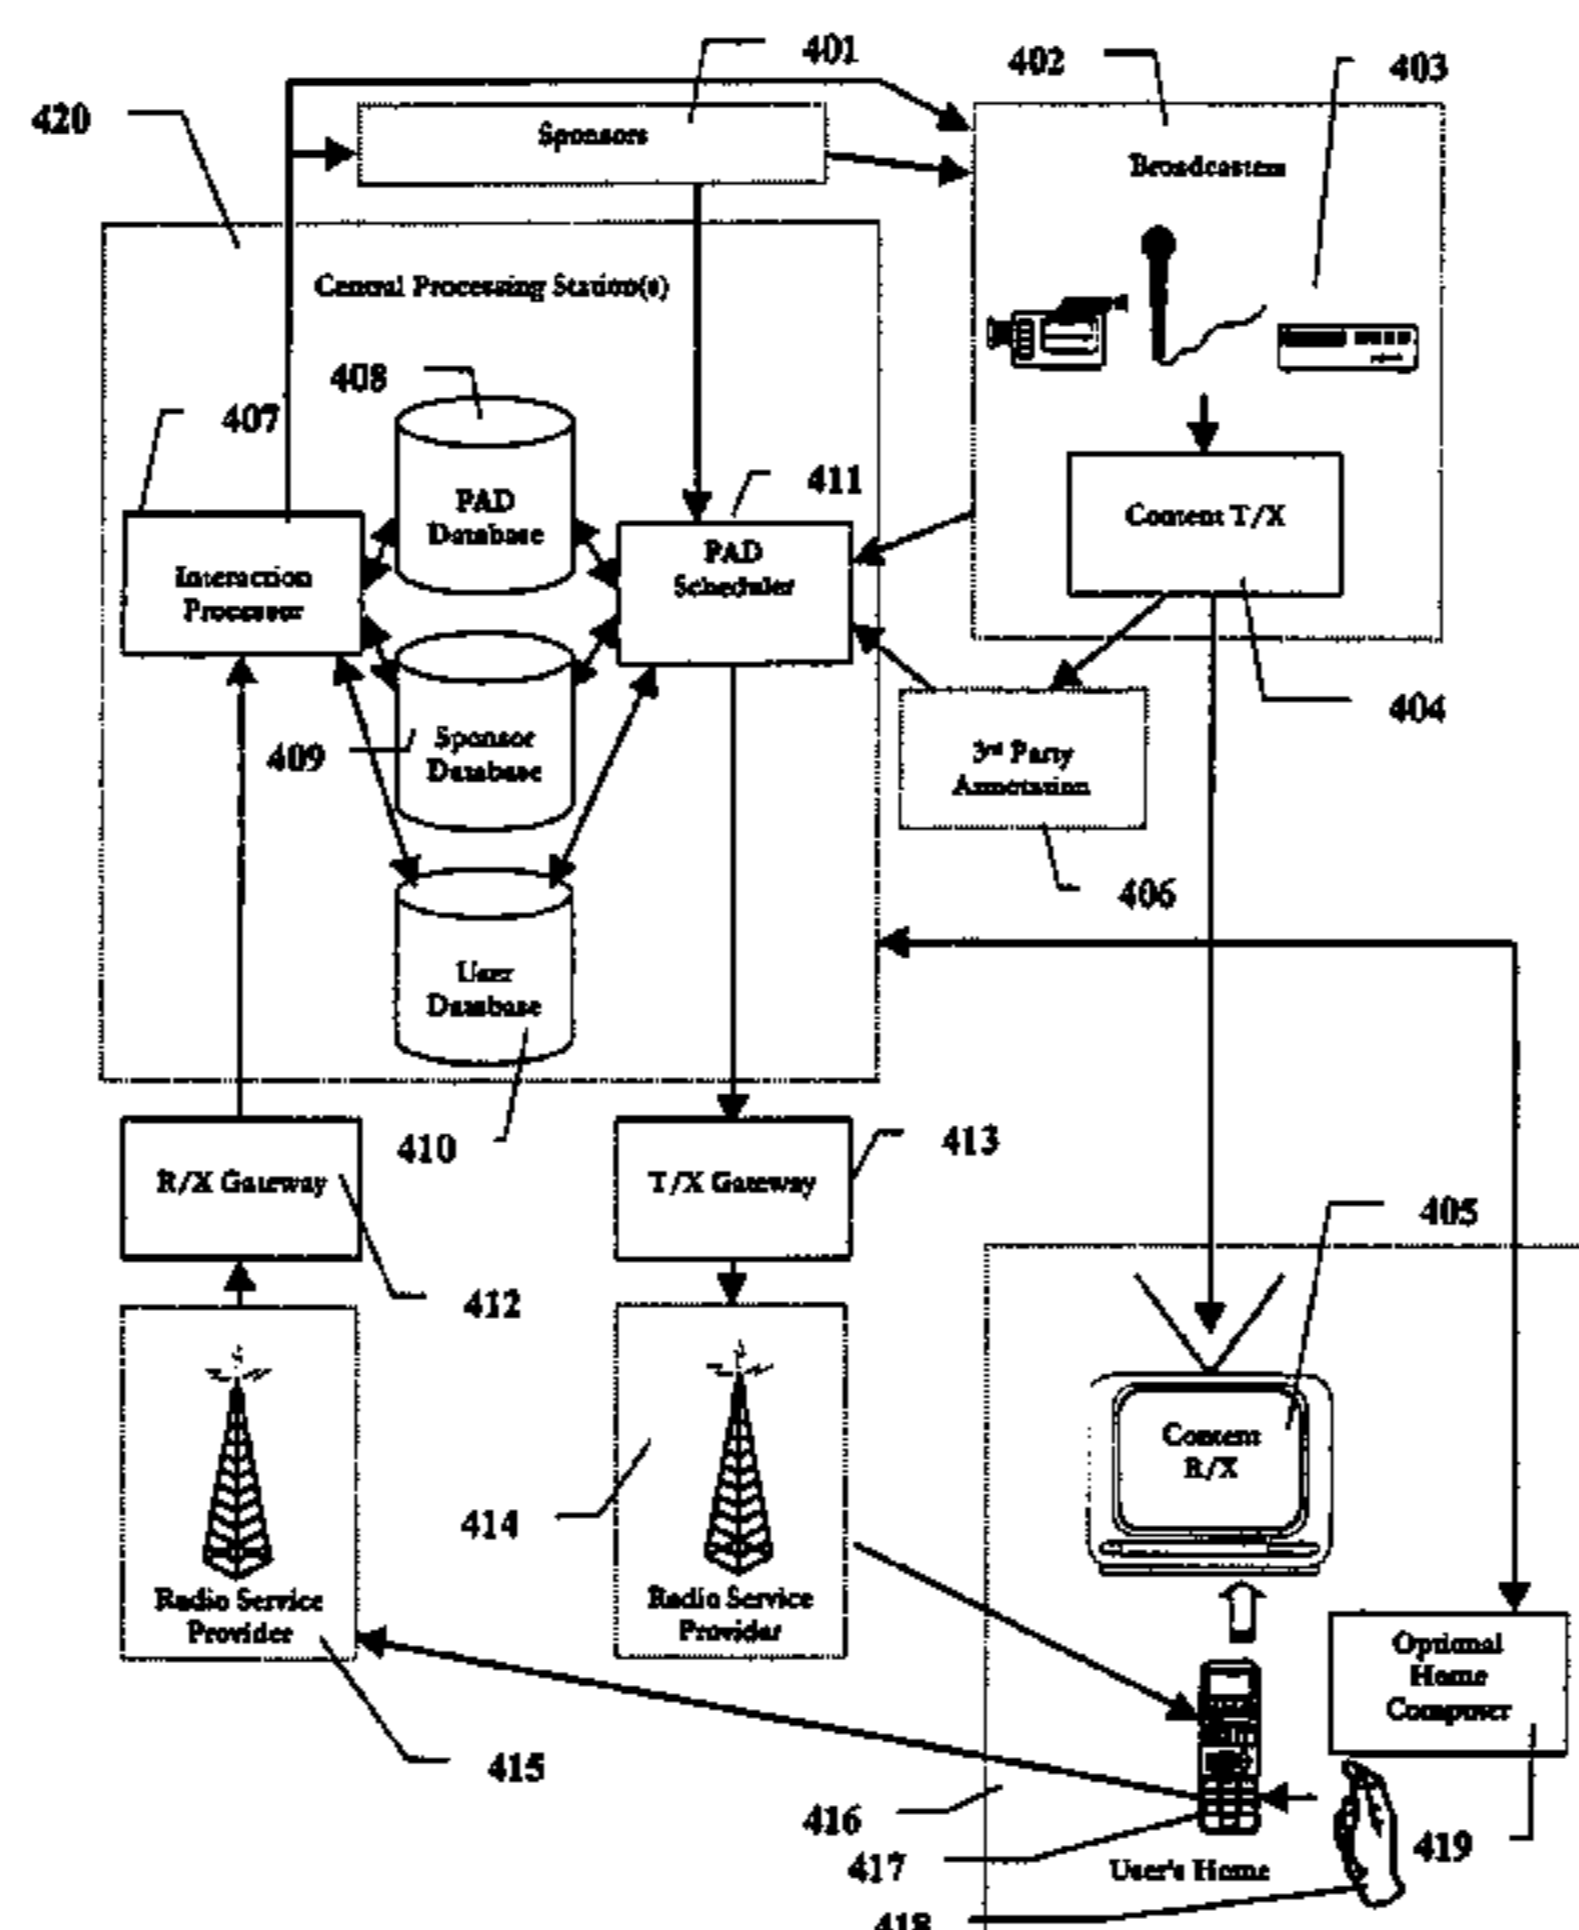 401
402
403
420
Sponsors
Broadcasters
Central Processing Station(s)
408
407
411
PAD
Database
PAD
Scheduler
Content T/X
Interaction
Processor
404
409
Sponsor
Database
3rd Party
Annotation
406
User
Database
410
413
R/X Gateway
T/X Gateway
405
412
Content
R/X
414
Radio Service
Provider
Radio Service
Provider
Optional
Home
Computer
415
416
419
417
User's Home
418